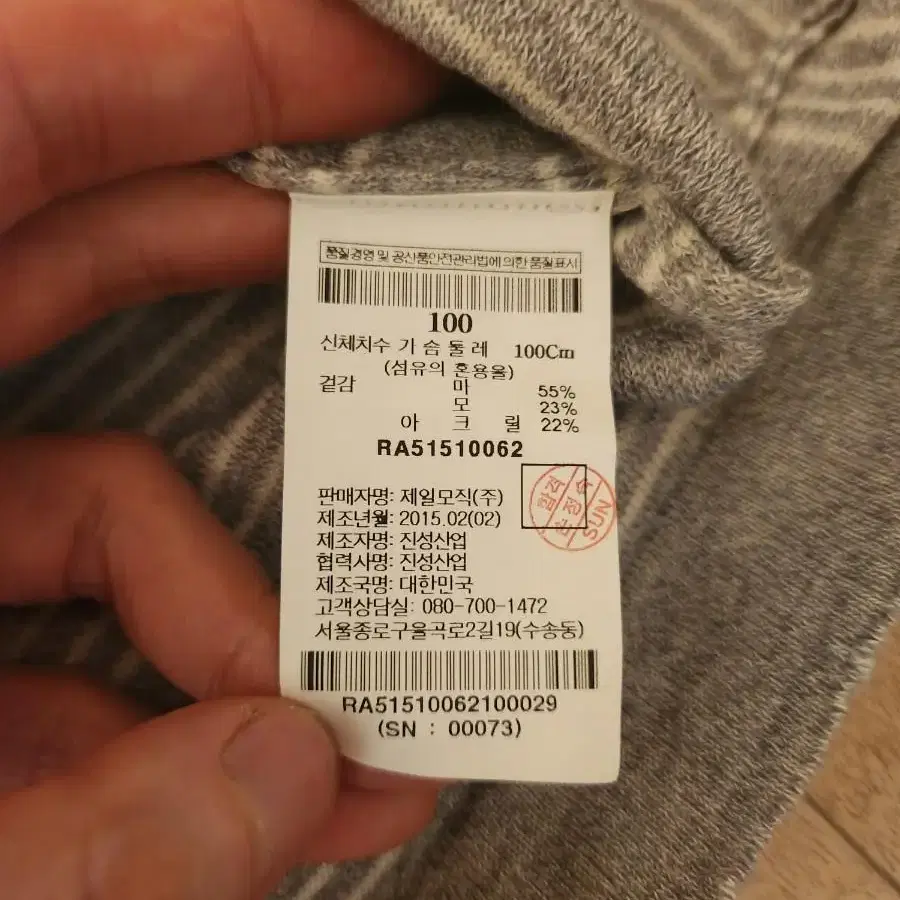 품질경영 및 공산품안전관리법에 의한 품질표시
100
신체치수 가 슴 둘 레 100Cm
(섬유의 혼용율)
겉감 마 55%
모 23%
아 크 릴 22%
RA51510062
판매자명: 제일모직(주)
제조년월: 2015.02(02)
제조자명: 진성산업
협력사명: 진성산업
제조국명: 대한민국
고객상담실: 080-700-1472
서울종로구율곡로2길19(수송동)
RA51510062100029
(SN : 00073)
합격
SUN